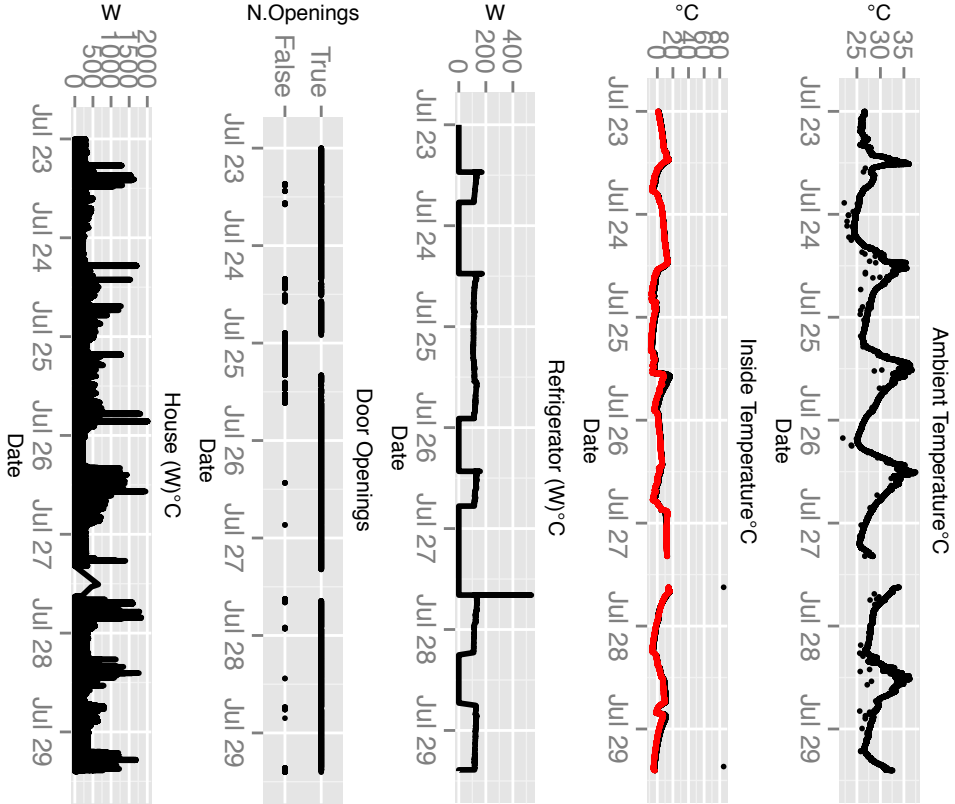 Ambient Temperature°C
°C
35
30
25
Jul 23 Jul 24 Jul 25 Jul 26 Jul 27 Jul 28 Jul 29
Date
Inside Temperature°C
°C
80
60
40
20
0
Jul 23 Jul 24 Jul 25 Jul 26 Jul 27 Jul 28 Jul 29
Date
Refrigerator (W)°C
W
400
200
0
Jul 23 Jul 24 Jul 25 Jul 26 Jul 27 Jul 28 Jul 29
Date
Door Openings
N.Openings
True
False
Jul 23 Jul 24 Jul 25 Jul 26 Jul 27 Jul 28 Jul 29
Date
House (W)°C
W
2000
1500
1000
500
0
Jul 23 Jul 24 Jul 25 Jul 26 Jul 27 Jul 28 Jul 29
Date